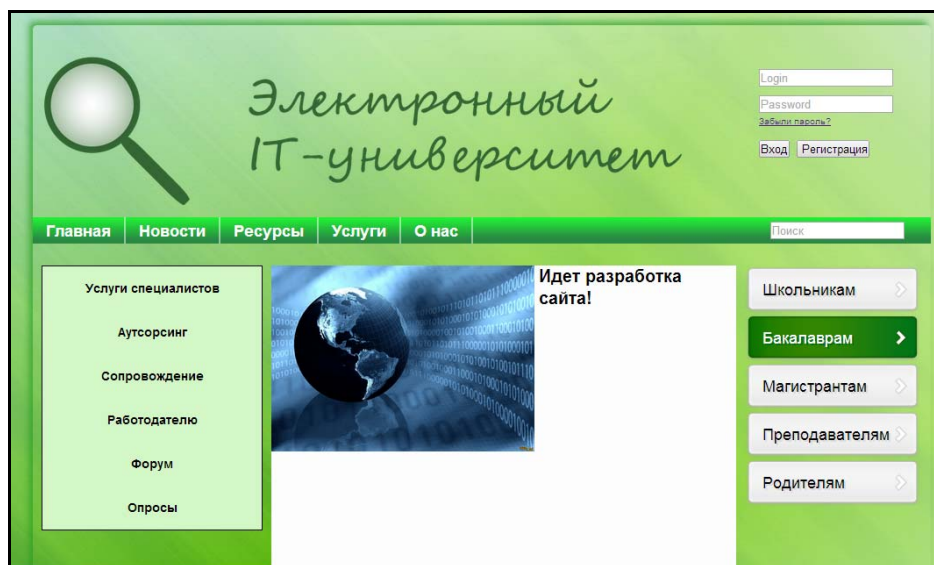 Электронный
IT-университет
Login
Password
Забыли пароль?
Вход Регистрация
Главная Новости Ресурсы Услуги О нас
Поиск
Услуги специалистов
Аутсорсинг
Сопровождение
Работодателю
Форум
Опросы
Идет разработка
сайта!
Школьникам
Бакалаврам
Магистрантам
Преподавателям
Родителям